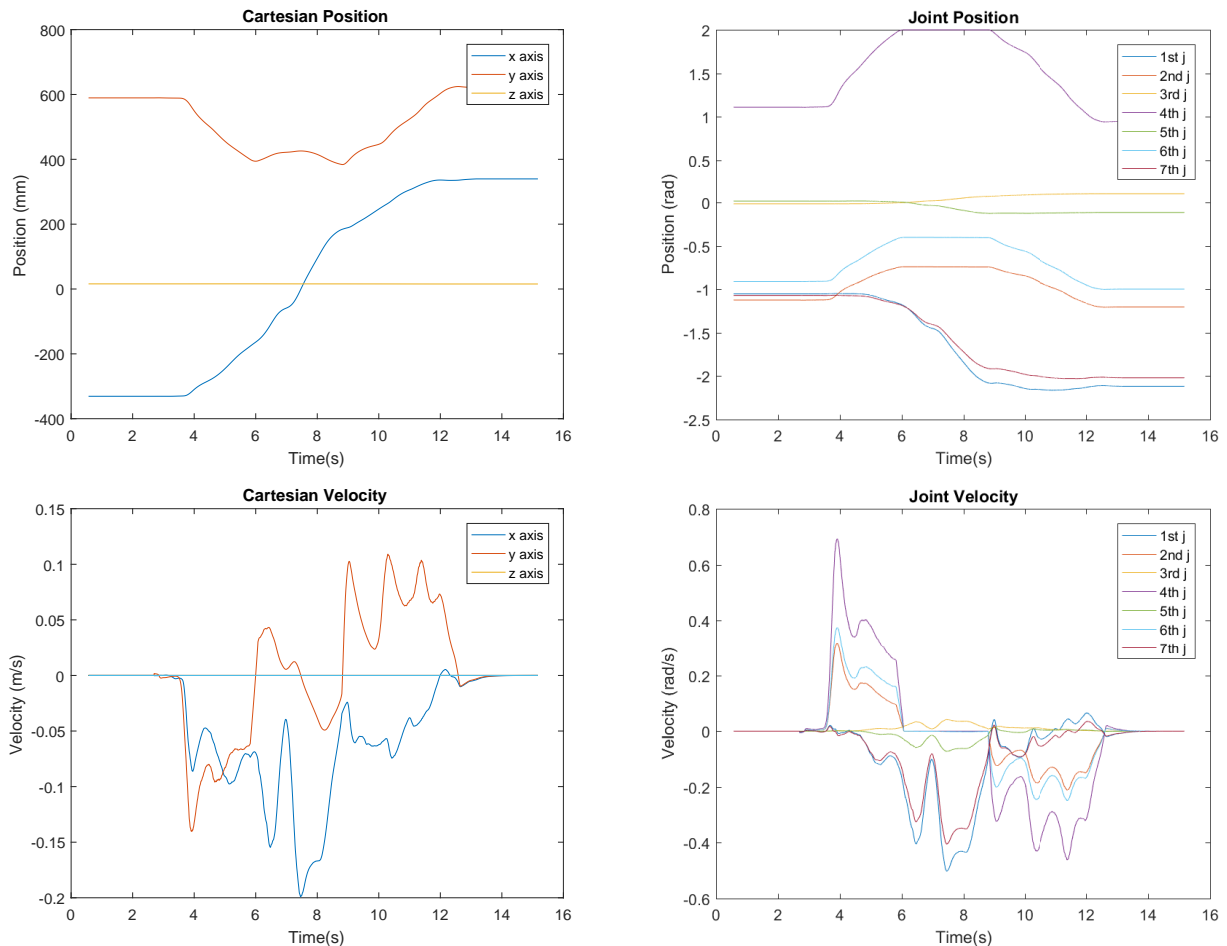 Cartesian Position
800
600
400
200
0
-200
-400
Position (mm)
0 2 4 6 8 10 12 14 16
Time(s)
x axis
y axis
z axis
Joint Position
2
1.5
1
0.5
0
-0.5
-1
-1.5
-2
-2.5
Position (rad)
0 2 4 6 8 10 12 14 16
Time(s)
1st j
2nd j
3rd j
4th j
5th j
6th j
7th j
Cartesian Velocity
0.15
0.1
0.05
0
-0.05
-0.1
-0.15
-0.2
Velocity (m/s)
0 2 4 6 8 10 12 14 16
Time(s)
x axis
y axis
z axis
Joint Velocity
0.8
0.6
0.4
0.2
0
-0.2
-0.4
-0.6
Velocity (rad/s)
0 2 4 6 8 10 12 14 16
Time(s)
1st j
2nd j
3rd j
4th j
5th j
6th j
7th j